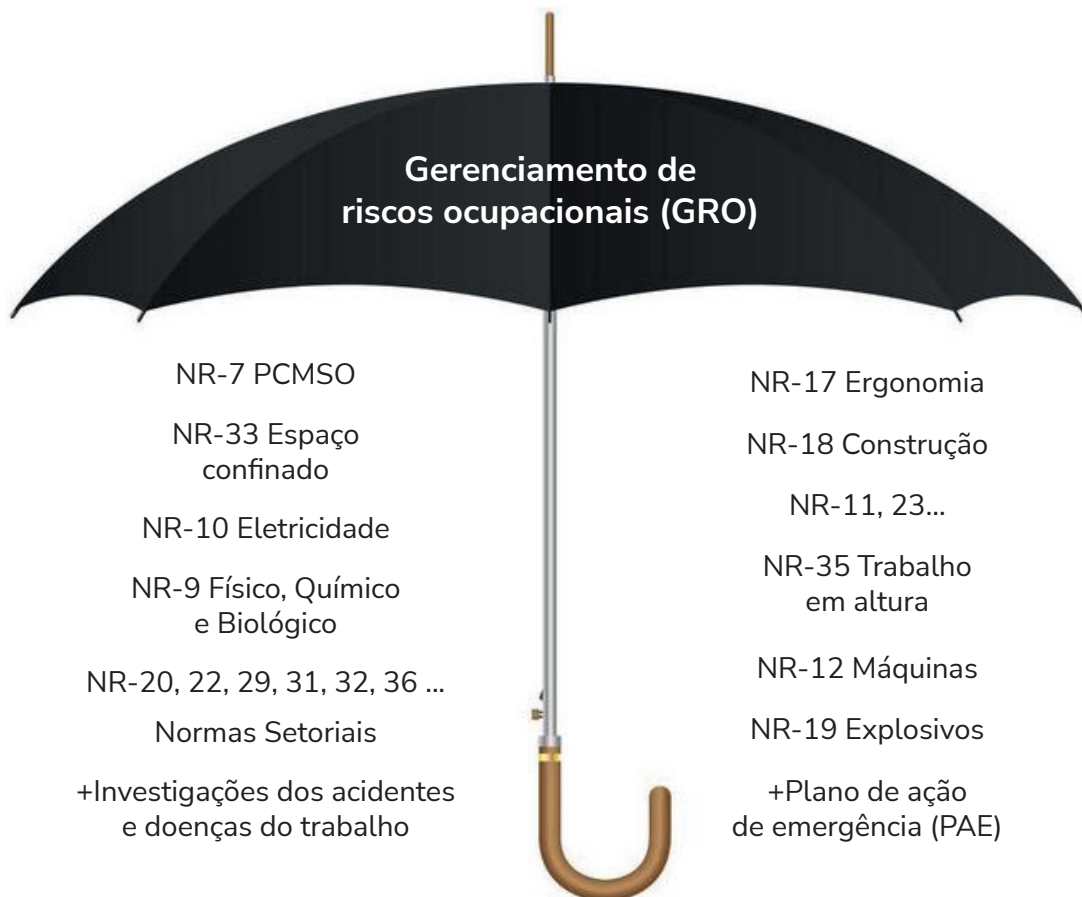 Gerenciamento de
riscos ocupacionais (GRO)
NR-7 PCMSO
NR-33 Espaço
confinado
NR-10 Eletricidade
NR-9 Físico, Químico
e Biológico
NR-20, 22, 29, 31, 32, 36 ...
Normas Setoriais
+Investigações dos acidentes
e doenças do trabalho
NR-17 Ergonomia
NR-18 Construção
NR-11, 23...
NR-35 Trabalho
em altura
NR-12 Máquinas
NR-19 Explosivos
+Plano de ação
de emergência (PAE)